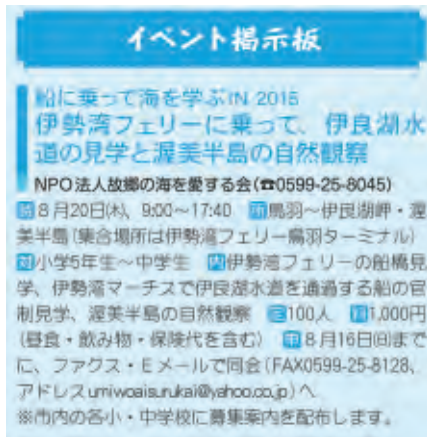 イベント掲示板
船に乗って海を学ぶIN 2015
伊勢湾フェリーに乗って、伊良湖水
道の見学と渥美半島の自然観察
NPO法人故郷の海を愛する会(☎0599-25-8045)
時8月20日㈭、9:00〜17:40 所鳥羽〜伊良湖岬・渥
美半島(集合場所は伊勢湾フェリー鳥羽ターミナル)
対小学5年生〜中学生 内伊勢湾フェリーの船橋見
学、伊勢湾マーチスで伊良湖水道を通過する船の管
制見学、渥美半島の自然観察 定100人 料1,000円
(昼食・飲み物・保険代を含む) 申8月16日㈰まで
に、ファクス・Eメールで同会(FAX0599-25-8128、
アドレスumiwoaisurukai@yahoo.co.jp)へ
※市内の各小・中学校に募集案内を配布します。